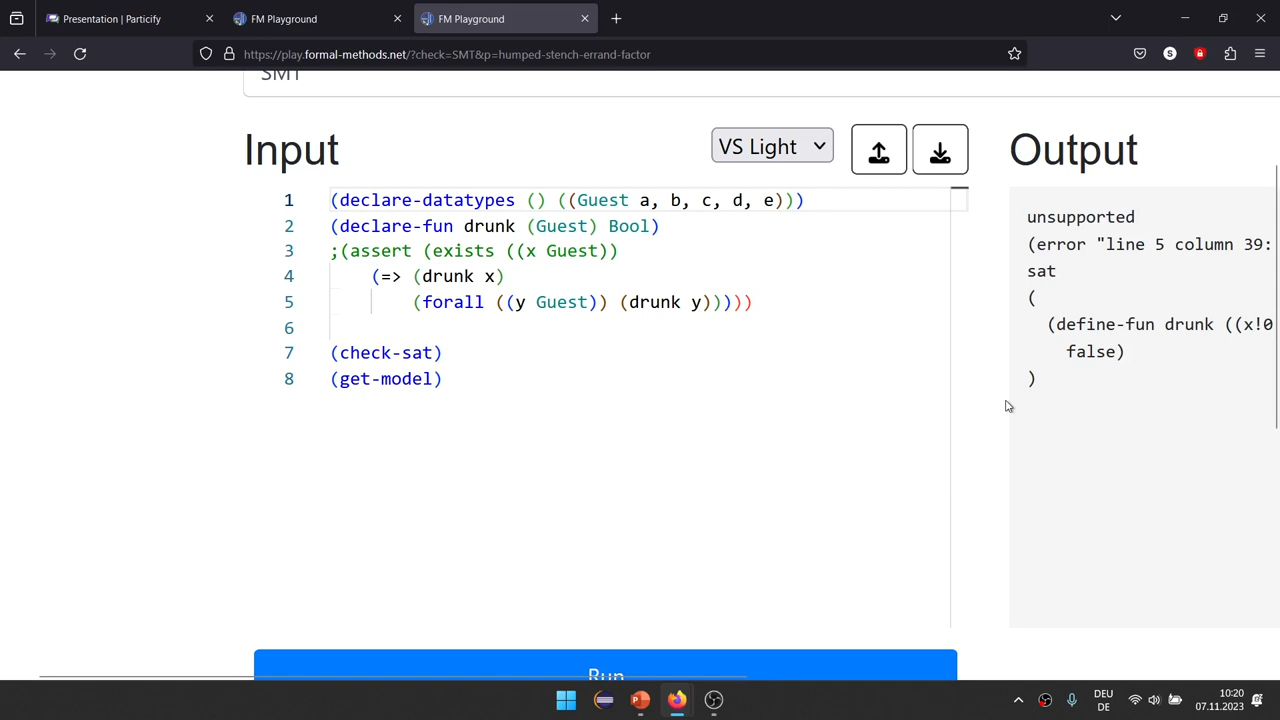 Presentation | Particify
FM Playground
FM Playground
https://play.formal-methods.net/?check=SMT&p=humped-stench-errand-factor
SMT
Input
VS Light
Output
1 (declare-datatypes () ((Guest a, b, c, d, e)))
2 (declare-fun drunk (Guest) Bool)
3 ;(assert (exists ((x Guest))
4 (=> (drunk x)
5 (forall ((y Guest)) (drunk y)))))
6
7 (check-sat)
8 (get-model)
unsupported
(error "line 5 column 39:
sat
(
(define-fun drunk ((x!0
false)
)
Run
DEU
DE
10:20
07.11.2023